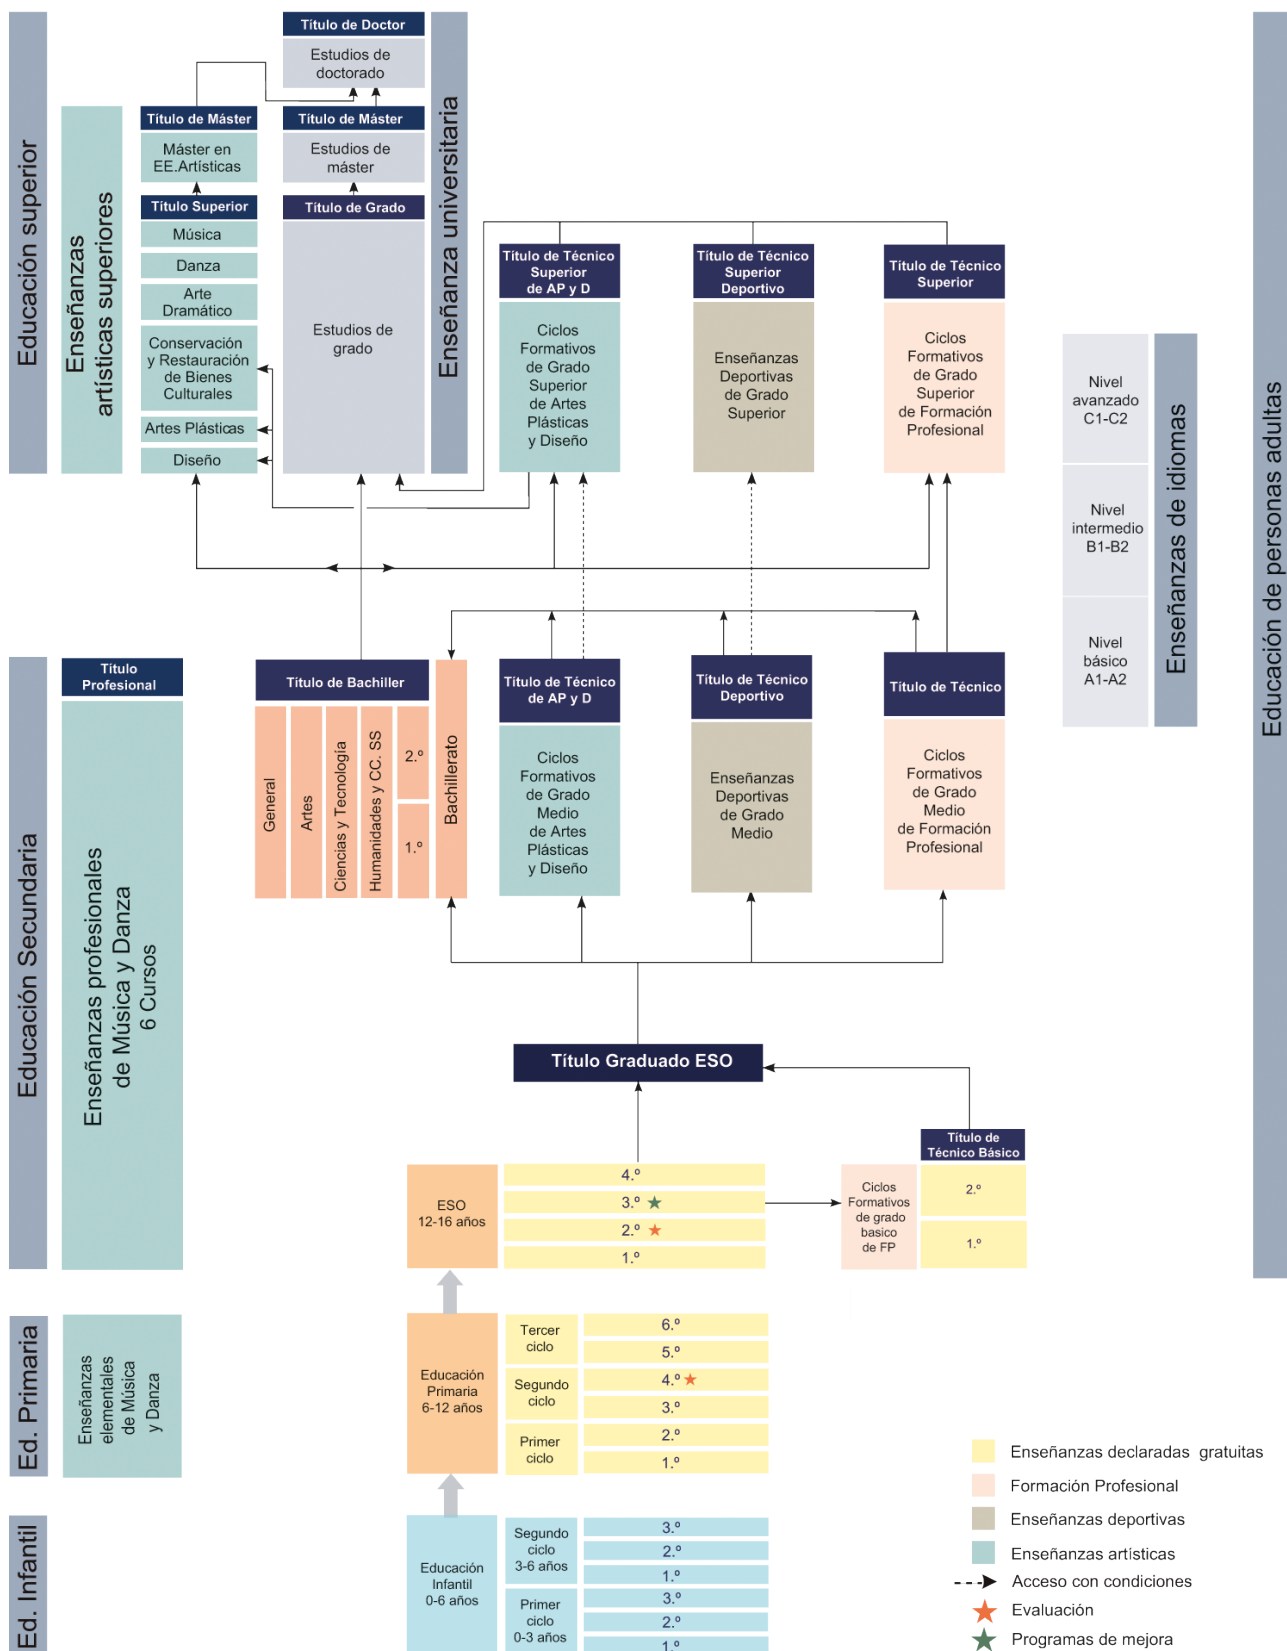 Educación superior
Enseñanzas
artísticas superiores
Título de Doctor
Estudios de
doctorado
Título de Máster
Máster en
EE.Artísticas
Título Superior
Música
Danza
Arte
Dramático
Conservación
y Restauración
de Bienes
Culturales
Artes Plásticas
Diseño
Título de Máster
Estudios de
máster
Título de Grado
Estudios de
grado
Enseñanza universitaria
Título de Técnico
Superior
de AP y D
Ciclos
Formativos
de Grado
Superior
de Artes
Plásticas
y Diseño
Título de Técnico
Superior
Deportivo
Enseñanzas
Deportivas
de Grado
Superior
Título de Técnico
Superior
Ciclos
Formativos
de Grado
Superior
de Formación
Profesional
Nivel
avanzado
C1-C2
Nivel
intermedio
B1-B2
Nivel
básico
A1-A2
Enseñanzas de idiomas
Educación de personas adultas
Educación Secundaria
Título
Profesional
Enseñanzas profesionales
de Música y Danza
6 Cursos
Título de Bachiller
General
Artes
Ciencias y Tecnología
Humanidades y CC. SS
2.º
1.º
Bachillerato
Título de Técnico
de AP y D
Ciclos
Formativos
de Grado
Medio
de Artes
Plásticas
y Diseño
Título de Técnico
Deportivo
Enseñanzas
Deportivas
de Grado
Medio
Título de Técnico
Ciclos
Formativos
de Grado
Medio
de Formación
Profesional
Título Graduado ESO
ESO
12-16 años
4.º
3.º
2.º
1.º
Ciclos
Formativos
de grado
basico
de FP
Título de
Técnico Básico
2.º
1.º
Ed. Primaria
Enseñanzas
elementales
de Música
y Danza
Educación
Primaria
6-12 años
Tercer
ciclo
6.º
5.º
Segundo
ciclo
4.º
3.º
Primer
ciclo
2.º
1.º
Ed. Infantil
Educación
Infantil
0-6 años
Segundo
ciclo
3-6 años
3.º
2.º
1.º
Primer
ciclo
0-3 años
3.º
2.º
1.º
Enseñanzas declaradas gratuitas
Formación Profesional
Enseñanzas deportivas
Enseñanzas artísticas
Acceso con condiciones
Evaluación
Programas de mejora